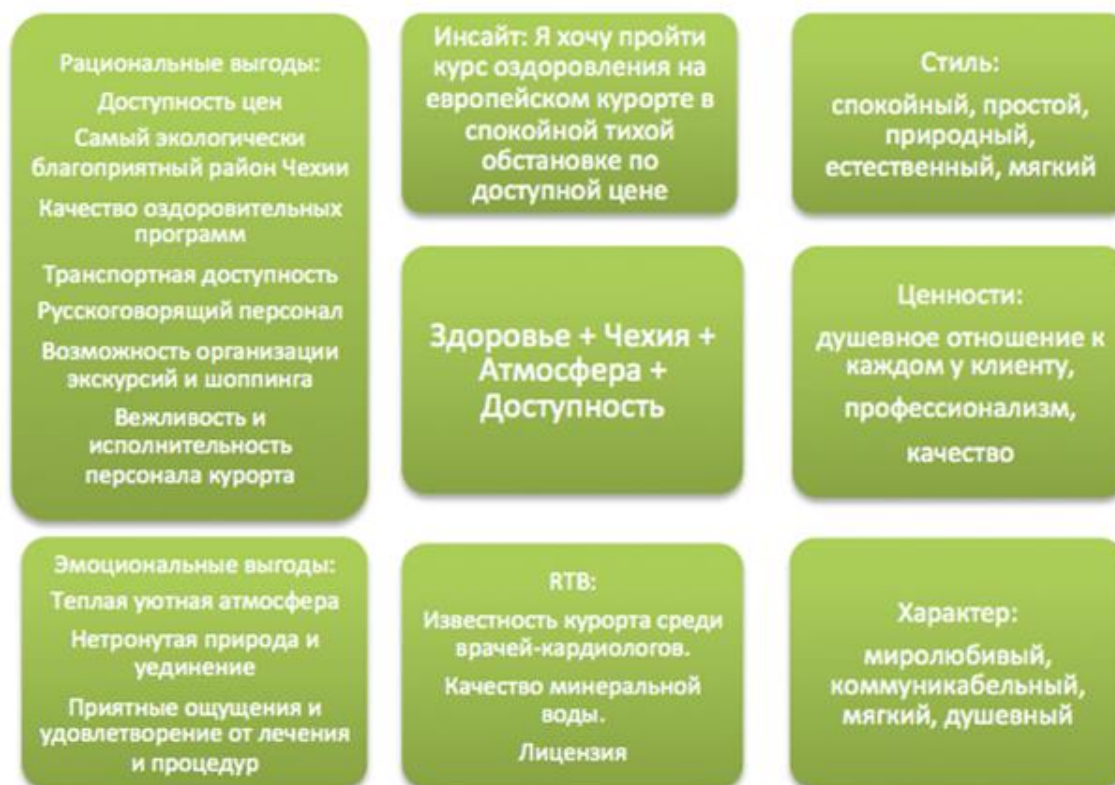 Рациональные выгоды:
Доступность цен
Самый экологически
благоприятный район Чехии
Качество оздоровительных
программ
Транспортная доступность
Русскоговорящий персонал
Возможность организации
экскурсий и шоппинга
Вежливость и
исполнительность
персонала курорта
Инсайт: Я хочу пройти
курс оздоровления на
европейском курорте в
спокойной тихой
обстановке по
доступной цене
Стиль:
спокойный, простой,
природный,
естественный, мягкий
Здоровье + Чехия +
Атмосфера +
Доступность
Ценности:
душевное отношение к
каждом у клиенту,
профессионализм,
качество
Эмоциональные выгоды:
Теплая уютная атмосфера
Нетронутая природа и
уединение
Приятные ощущения и
удовлетворение от лечения
и процедур
RTB:
Известность курорта среди
врачей-кардиологов.
Качество минеральной
воды.
Лицензия
Характер:
миролюбивый,
коммуникабельный,
мягкий, душевный